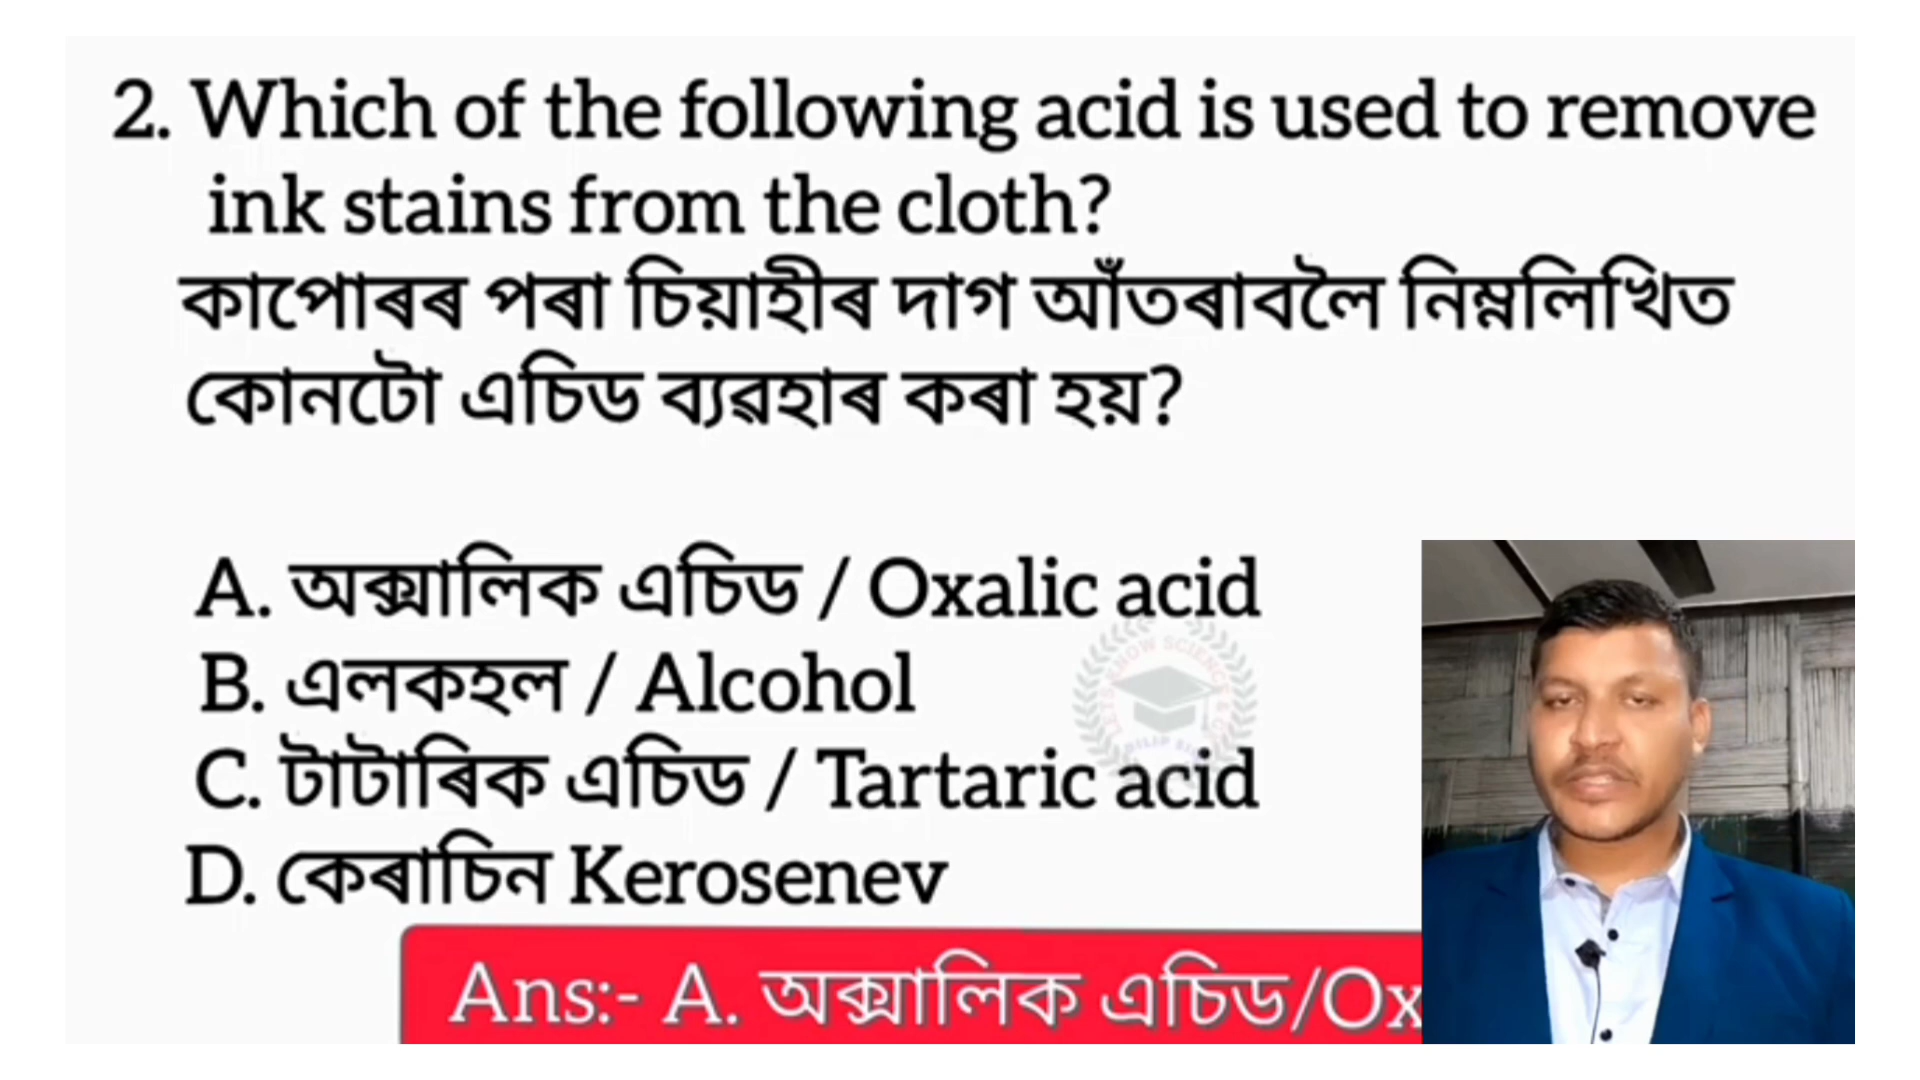 2. Which of the following acid is used to remove
ink stains from the cloth?
কাপোৰৰ পৰা চিয়াহীৰ দাগ আঁতৰাবলৈ নিম্নলিখিত
কোনটো এচিড ব্যৱহাৰ কৰা হয়?
A. অক্সালিক এচিড / Oxalic acid
B. এলকহল / Alcohol
C. টাৰ্টাৰিক এচিড / Tartaric acid
D. কেৰাচিন Kerosenev
Ans:- A. অক্সালিক এচিড/Ox